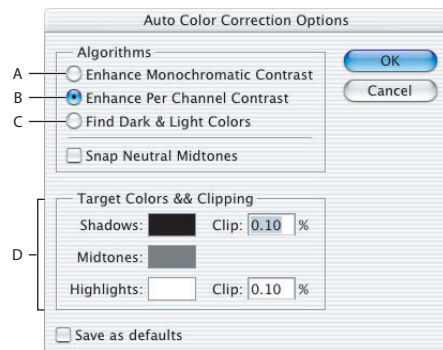 Auto Color Correction Options
Algorithms
A Enhance Monochromatic Contrast
B Enhance Per Channel Contrast
C Find Dark & Light Colors
Snap Neutral Midtones
OK
Cancel
D
Target Colors && Clipping
Shadows: Clip: 0.10 %
Midtones:
Highlights: Clip: 0.10 %
Save as defaults